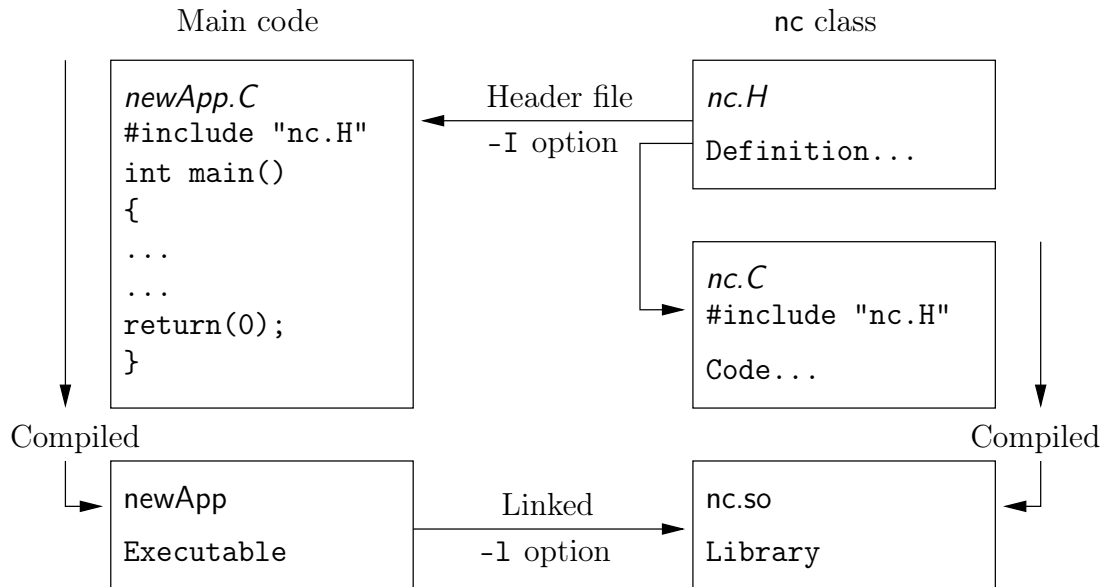 Main code
nc class
newApp.C
#include "nc.H"
int main()
{
...
...
return(0);
}
Header file
-I option
nc.H
Definition...
nc.C
#include "nc.H"
Code...
Compiled
Compiled
newApp
Executable
Linked
-l option
nc.so
Library